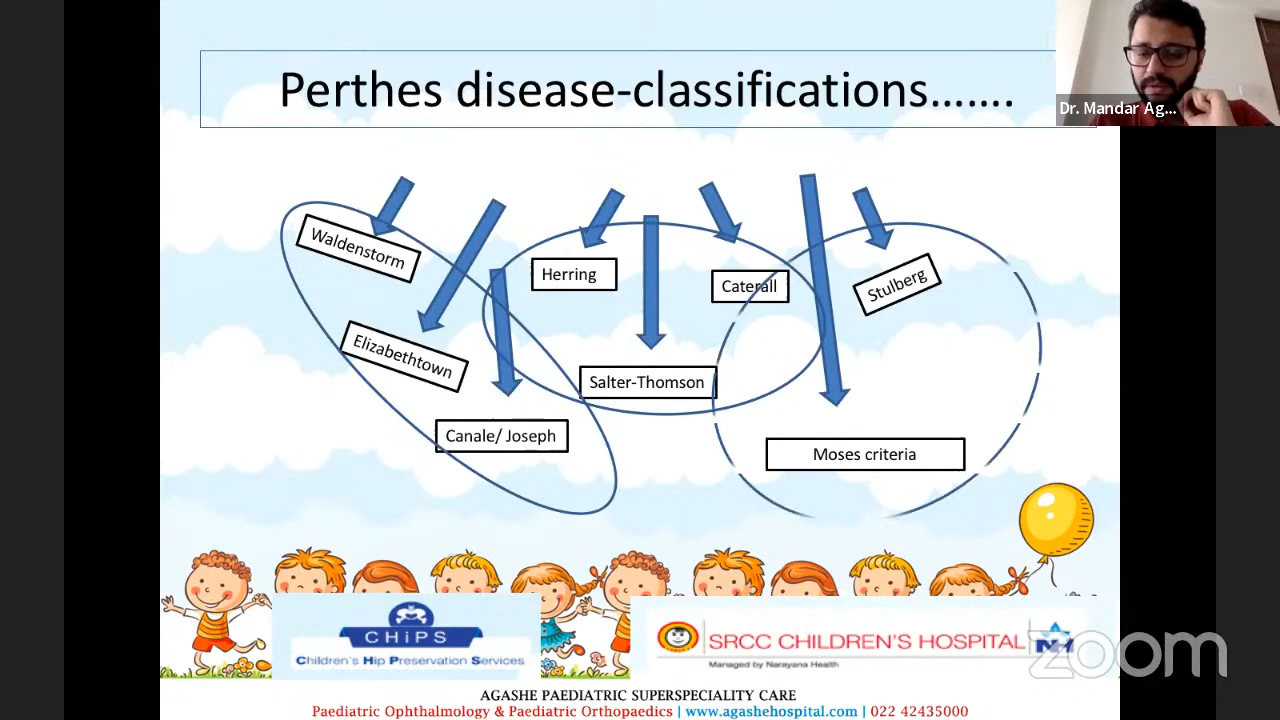 Perthes disease-classifications…….
Dr. Mandar Ag...
Waldenstorm
Herring
Caterall
Stulberg
Elizabethtown
Salter-Thomson
Canale/ Joseph
Moses criteria
CHiPS
Children's Hip Preservation Services
SRCC CHILDREN'S HOSPITAL
NH
Managed by Narayana Health
zoom
AGASHE PAEDIATRIC SUPERSPECIALITY CARE
Paediatric Ophthalmology & Paediatric Orthopaedics | www.agashehospital.com | 022 42435000